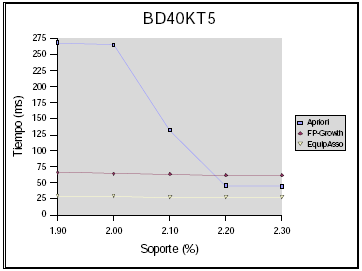 BD40KT5
275
250
225
200
175
150
125
100
75
50
25
0
Tiempo (ms)
1.90 2.00 2.10 2.20 2.30
Soporte (%)
Apriori
FP-Growth
EquipAsso